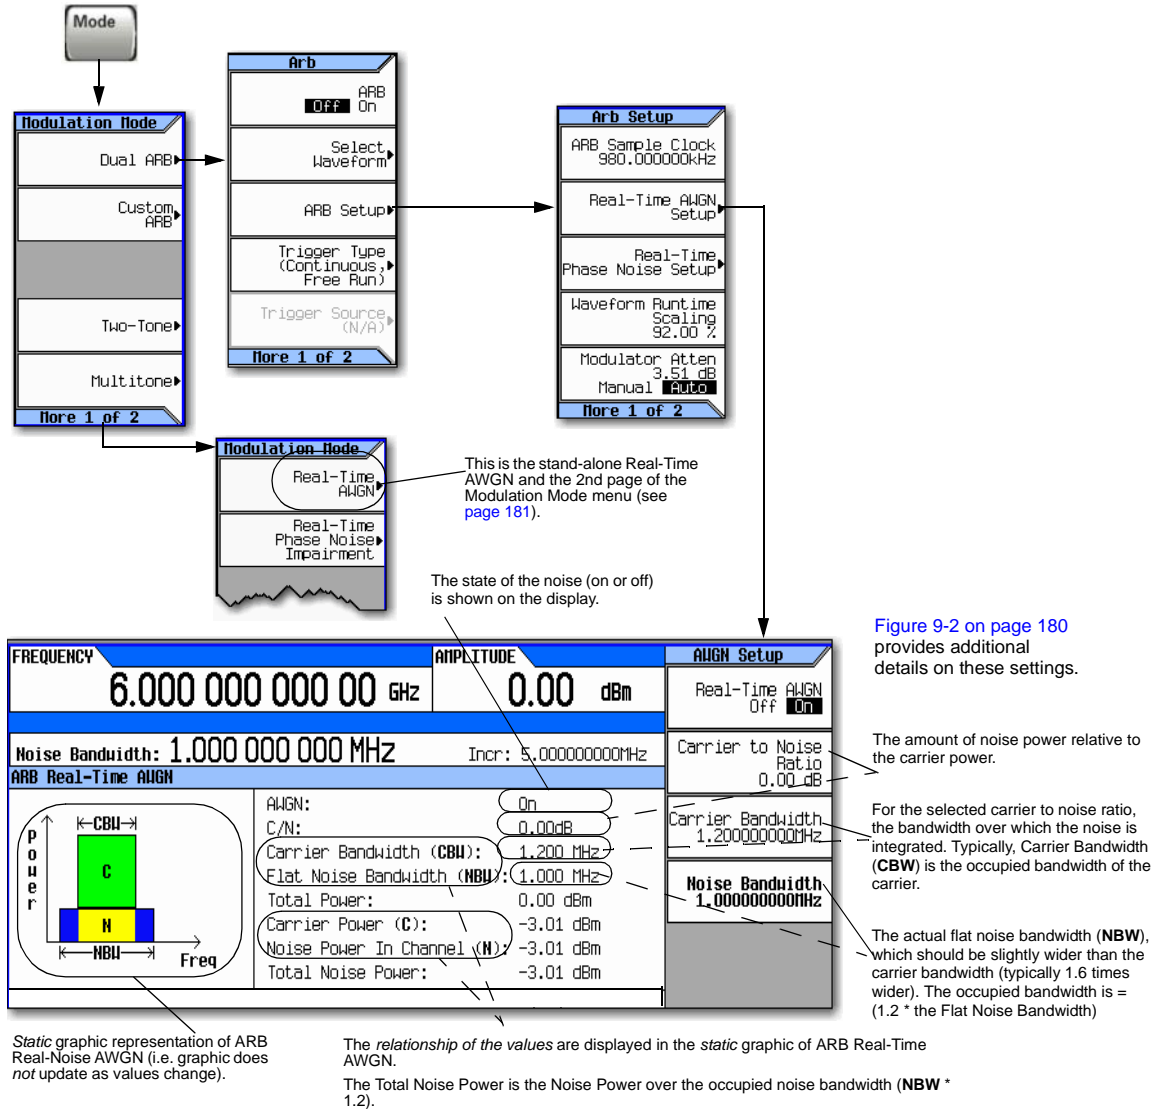 Mode
Modulation Mode
Dual ARB
Custom
ARB
Two-Tone
Multitone
More 1 of 2
Arb
ARB
Off On
Select
Waveform
ARB Setup
Trigger Type
(Continuous,
Free Run)
Trigger Source
(N/A)
More 1 of 2
Arb Setup
ARB Sample Clock
980.000000kHz
Real-Time AWGN
Setup
Real-Time
Phase Noise Setup
Waveform Runtime
Scaling
92.00 %
Modulator Atten
3.51 dB
Manual Auto
More 1 of 2
Modulation Mode
Real-Time
AWGN
Real-Time
Phase Noise
Impairment
This is the stand-alone Real-Time
AWGN and the 2nd page of the
Modulation Mode menu (see
page 181).
The state of the noise (on or off)
is shown on the display.
Figure 9-2 on page 180
provides additional
details on these settings.
FREQUENCY
6.000 000 000 00 GHz
AMPLITUDE
0.00 dBm
Noise Bandwidth: 1.000 000 000 MHz
Incr: 5.000000000MHz
ARB Real-Time AWGN
Power
CBW
C
N
NBW
Freq
AWGN: On
C/N: 0.00dB
Carrier Bandwidth (CBW): 1.200 MHz
Flat Noise Bandwidth (NBW): 1.000 MHz
Total Power: 0.00 dBm
Carrier Power (C): -3.01 dBm
Noise Power In Channel (N): -3.01 dBm
Total Noise Power: -3.01 dBm
AWGN Setup
Real-Time AWGN
Off On
Carrier to Noise
Ratio
0.00 dB
Carrier Bandwidth
1.200000000MHz
Noise Bandwidth
1.000000000MHz
The amount of noise power relative to
the carrier power.
For the selected carrier to noise ratio,
the bandwidth over which the noise is
integrated. Typically, Carrier Bandwidth
(CBW) is the occupied bandwidth of the
carrier.
The actual flat noise bandwidth (NBW),
which should be slightly wider than the
carrier bandwidth (typically 1.6 times
wider). The occupied bandwidth is =
(1.2 * the Flat Noise Bandwidth)
Static graphic representation of ARB
Real-Noise AWGN (i.e. graphic does
not update as values change).
The relationship of the values are displayed in the static graphic of ARB Real-Time
AWGN.
The Total Noise Power is the Noise Power over the occupied noise bandwidth (NBW *
1.2).